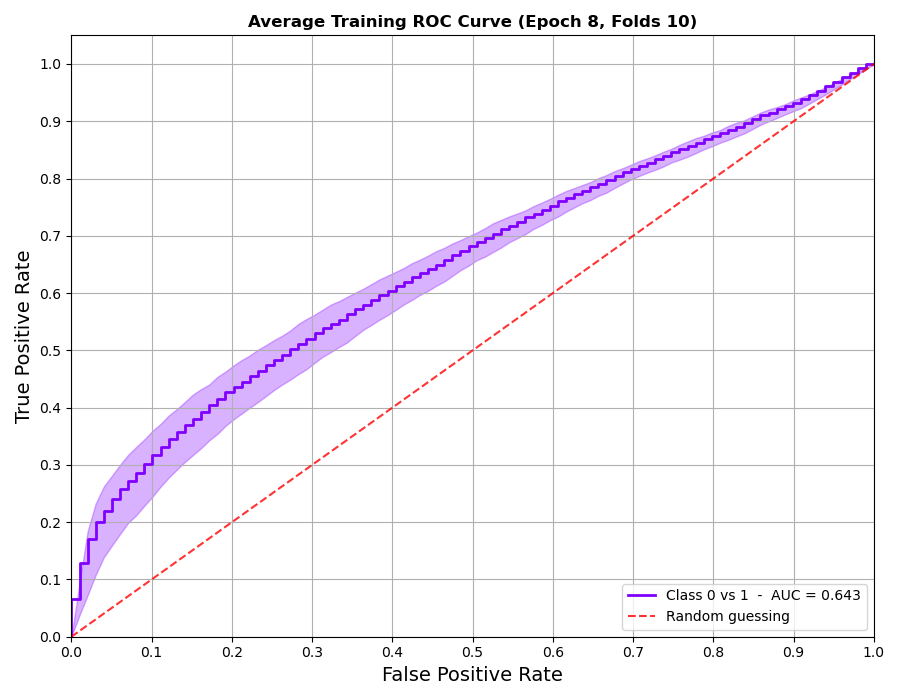 Average Training ROC Curve (Epoch 8, Folds 10)
True Positive Rate
1.0
0.9
0.8
0.7
0.6
0.5
0.4
0.3
0.2
0.1
0.0
Class 0 vs 1 - AUC = 0.643
Random guessing
0.0 0.1 0.2 0.3 0.4 0.5 0.6 0.7 0.8 0.9 1.0
False Positive Rate